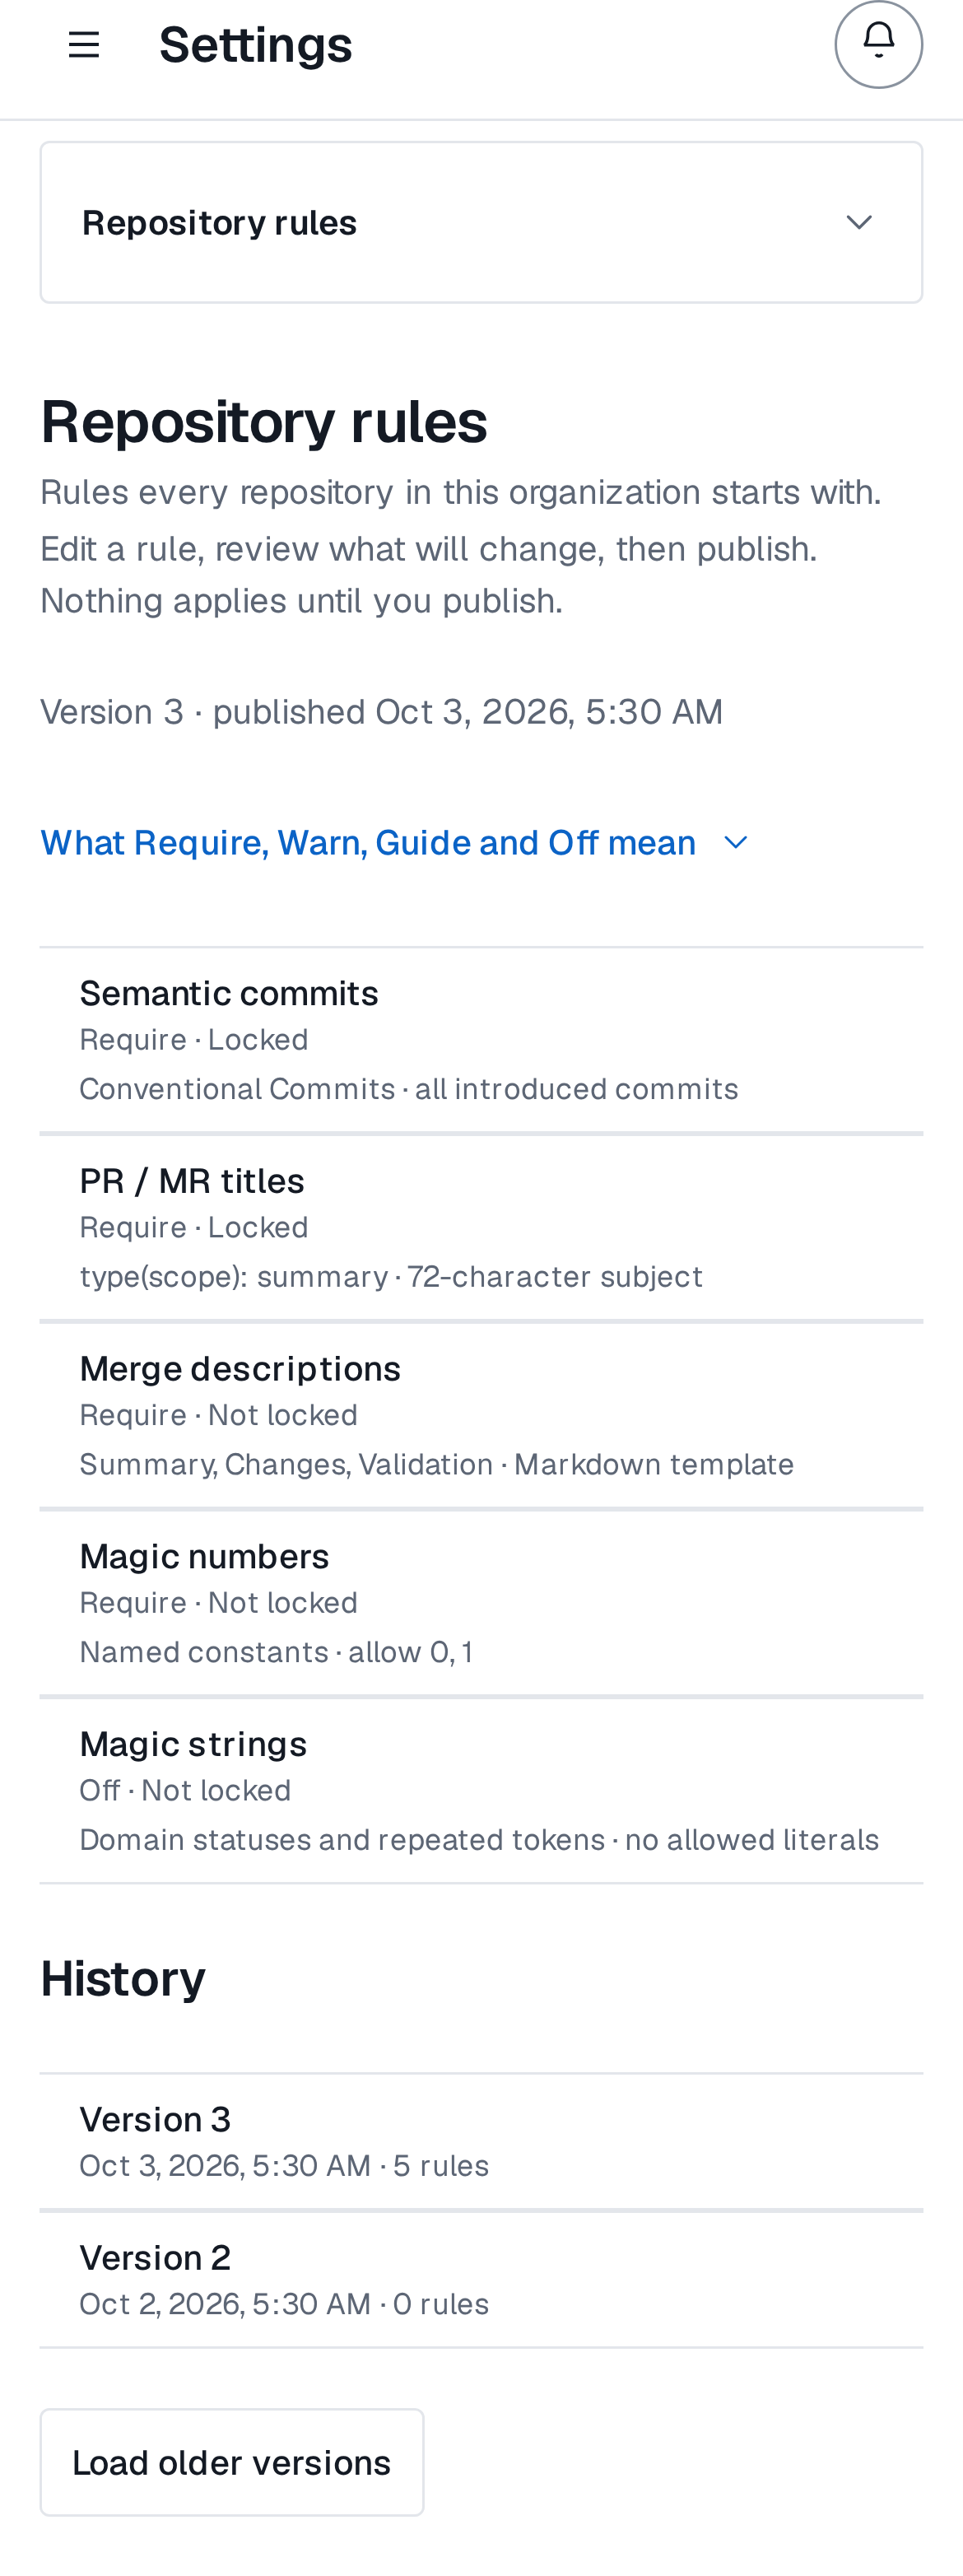 Settings
Repository rules
Repository rules
Rules every repository in this organization starts with.
Edit a rule, review what will change, then publish.
Nothing applies until you publish.
Version 3 · published Oct 3, 2026, 5:30 AM
What Require, Warn, Guide and Off mean
Semantic commits
Require · Locked
Conventional Commits · all introduced commits
PR / MR titles
Require · Locked
type(scope): summary · 72-character subject
Merge descriptions
Require · Not locked
Summary, Changes, Validation · Markdown template
Magic numbers
Require · Not locked
Named constants · allow 0, 1
Magic strings
Off · Not locked
Domain statuses and repeated tokens · no allowed literals
History
Version 3
Oct 3, 2026, 5:30 AM · 5 rules
Version 2
Oct 2, 2026, 5:30 AM · 0 rules
Load older versions